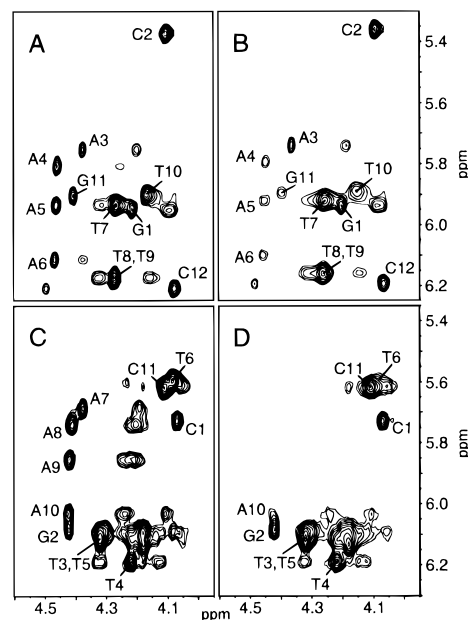 A
C2
A3
A4
G11
T10
A5
T7
G1
A6
T8,T9
C12
B
C2
A3
A4
G11
T10
A5
T7
G1
A6
T8,T9
C12
5.4
5.6
ppm
5.8
6.0
6.2
C
T6
C11
A7
A8
C1
A9
A10
G2
T3,T5
T4
D
T6
C11
C1
A10
G2
T3,T5
T4
5.4
5.6
ppm
5.8
6.0
6.2
4.5 4.3 4.1 4.5 4.3 4.1
ppm